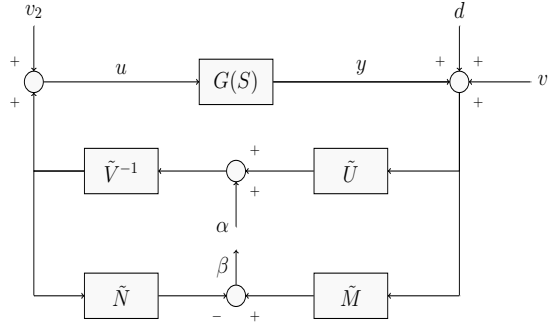 v₂ d
+ u G(S) y + +
+ + v
Ṽ⁻¹ + Ũ
+
α
β
Ñ − + M̃